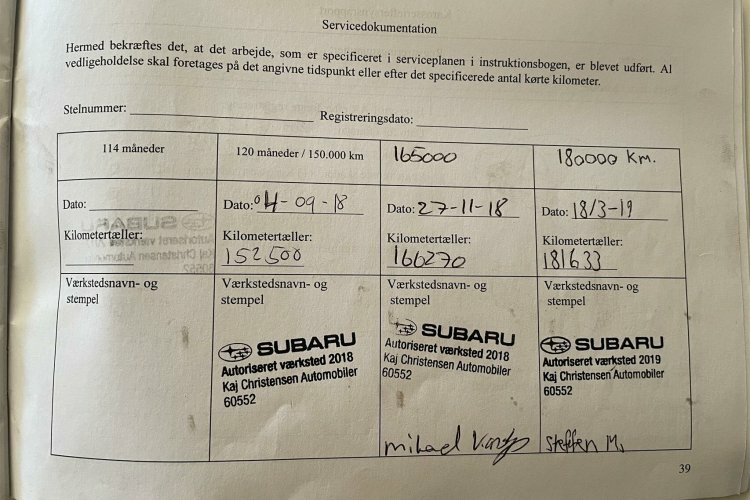 Servicedokumentation
Hermed bekræftes det, at det arbejde, som er specificeret i serviceplanen i instruktionsbogen, er blevet udført. Al
vedligeholdelse skal foretages på det angivne tidspunkt eller efter det specificerede antal kørte kilometer.
Stelnummer: Registreringsdato:
114 måneder
Dato:
Kilometertæller:
Værkstedsnavn- og
stempel
120 måneder / 150.000 km
Dato: 04-09-18
Kilometertæller:
152500
Værkstedsnavn- og
stempel
SUBARU
Autoriseret værksted 2018
Kaj Christensen Automobiler
60552
165000
Dato: 27-11-18
Kilometertæller:
166270
Værkstedsnavn- og
stempel
SUBARU
Autoriseret værksted 2018
Kaj Christensen Automobiler
60552
mikael
180000 Km.
Dato: 18/3-19
Kilometertæller:
181633
Værkstedsnavn- og
stempel
SUBARU
Autoriseret værksted 2019
Kaj Christensen Automobiler
60552
Steffen M.
39